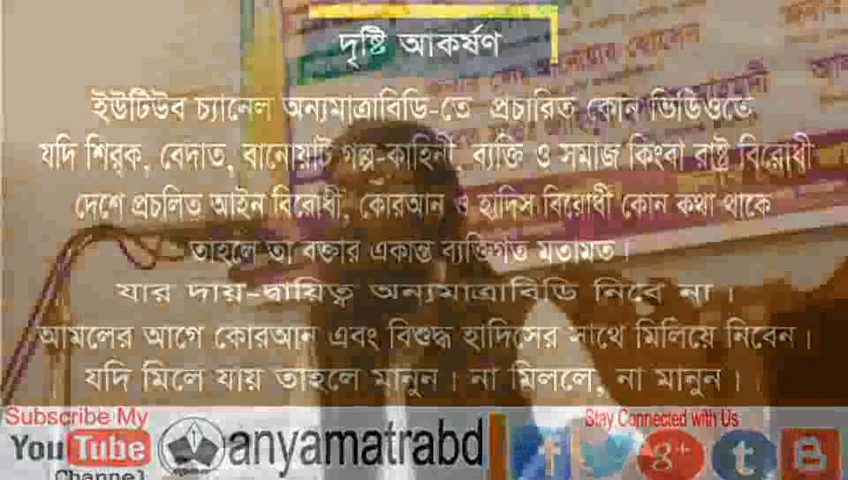 দৃষ্টি আকর্ষণ
ইউটিউব চ্যানেল অন্যমাত্রাবিডি-তে প্রচারিত কোন ভিডিওতে
যদি শির্‌ক, বেদাত, বানোয়াট গল্প-কাহিনী, ব্যক্তি ও সমাজ কিংবা রাষ্ট্র বিরোধী
দেশে প্রচলিত আইন বিরোধী, কোরআন ও হাদিস বিরোধী কোন কথা থাকে
তাহলে তা বক্তার একান্ত ব্যক্তিগত মতামত।
যার দায়-দ্বায়িত্ব অন্যমাত্রাবিডি নিবে না।
আমলের আগে কোরআন এবং বিশুদ্ধ হাদিসের সাথে মিলিয়ে নিবেন।
যদি মিলে যায় তাহলে মানুন। না মিললে, না মানুন।
Subscribe My
YouTube
Channel
anyamatrabd
Stay Connected with Us